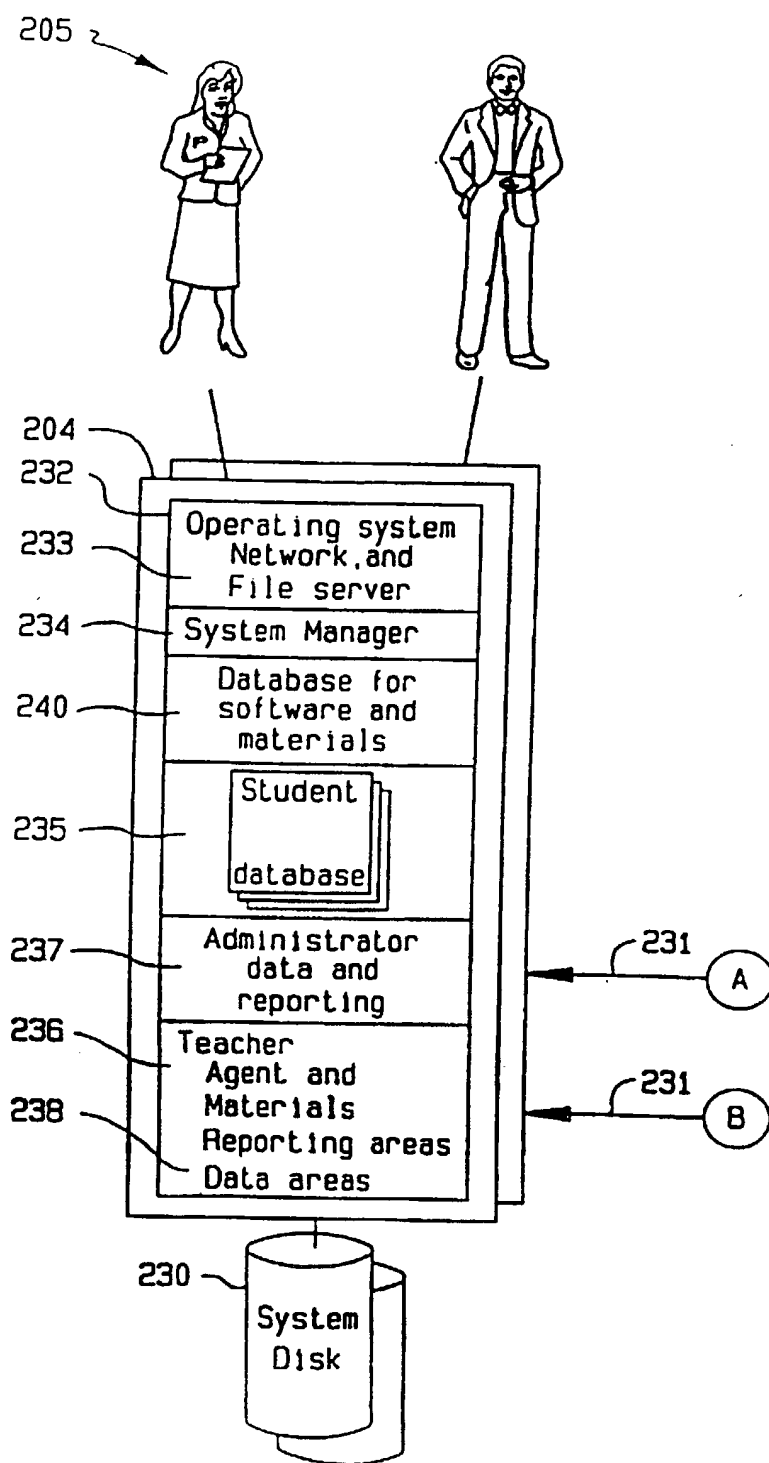 205
204
232
Operating system
Network, and
233
File server
234
System Manager
240
Database for
software and
materials
235
Student
database
237
Administrator
data and
reporting
231
A
236
Teacher
Agent and
Materials
231
B
238
Reporting areas
Data areas
230
System
Disk